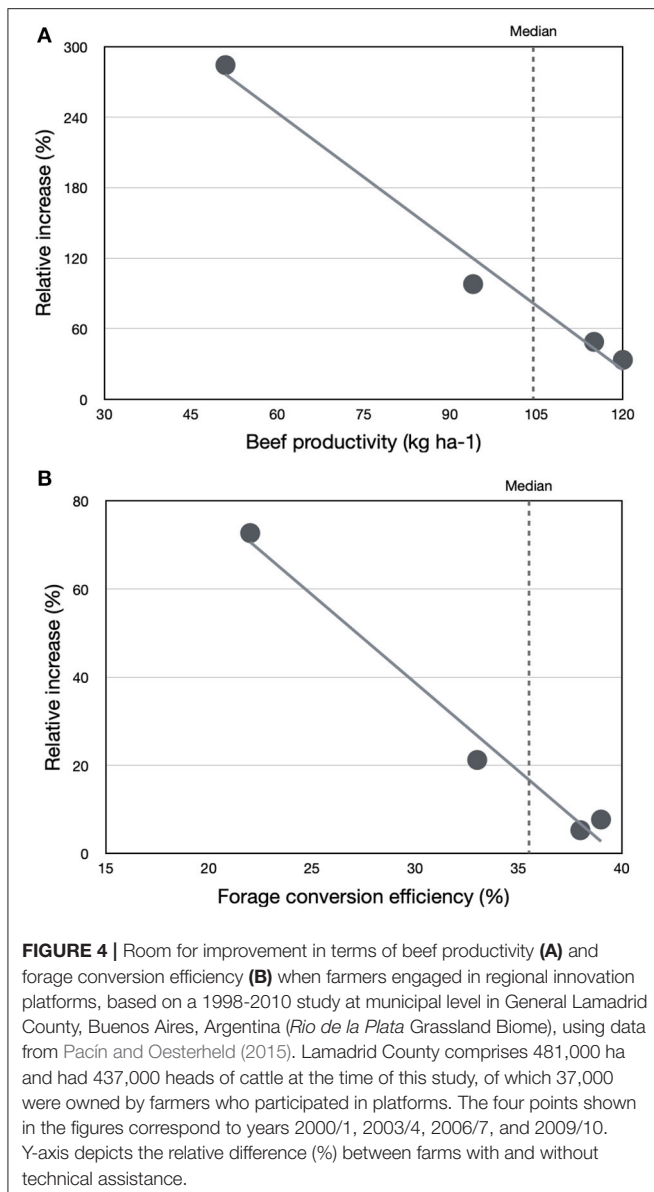 A
Median
300
240
180
120
60
0
Relative increase (%)
30 45 60 75 90 105 120
Beef productivity (kg ha-1)
B
Median
80
60
40
20
0
Relative increase (%)
15 20 25 30 35 40
Forage conversion efficiency (%)
FIGURE 4 | Room for improvement in terms of beef productivity (A) and
forage conversion efficiency (B) when farmers engaged in regional innovation
platforms, based on a 1998-2010 study at municipal level in General Lamadrid
County, Buenos Aires, Argentina (Rio de la Plata Grassland Biome), using data
from Pacín and Oesterheld (2015). Lamadrid County comprises 481,000 ha
and had 437,000 heads of cattle at the time of this study, of which 37,000
were owned by farmers who participated in platforms. The four points shown
in the figures correspond to years 2000/1, 2003/4, 2006/7, and 2009/10.
Y-axis depicts the relative difference (%) between farms with and without
technical assistance.